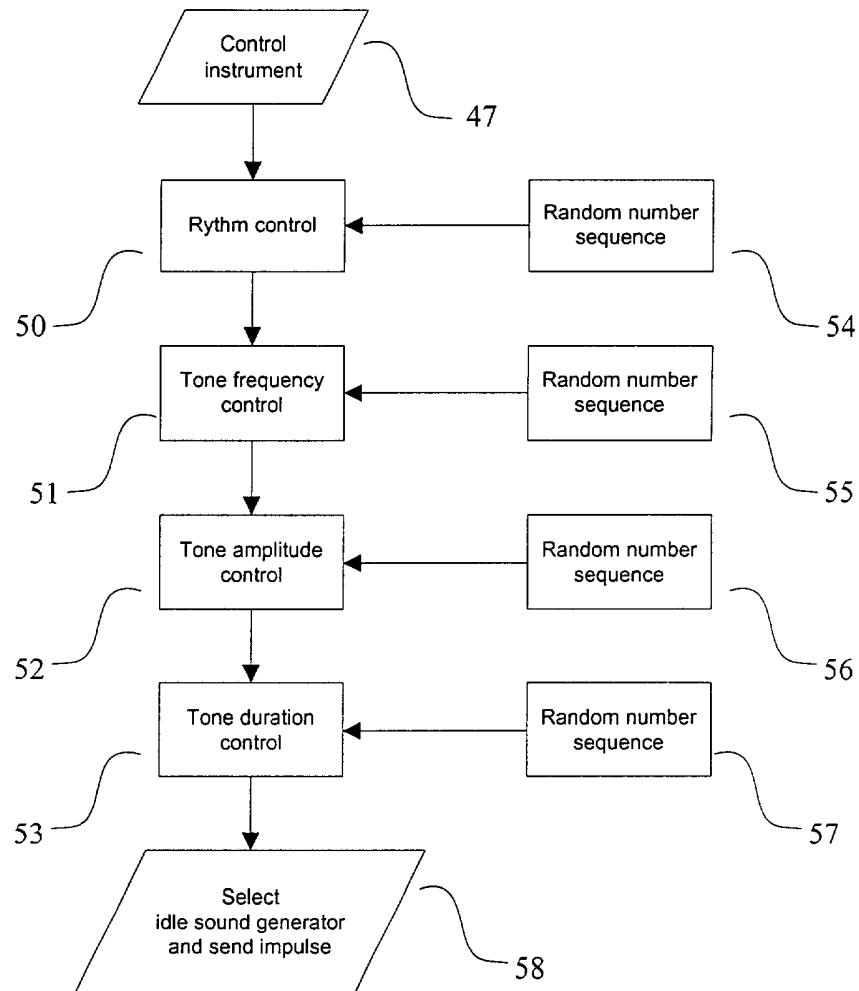 Control
instrument
47
Rythm control
Random number
sequence
50
54
Tone frequency
control
Random number
sequence
51
55
Tone amplitude
control
Random number
sequence
52
56
Tone duration
control
Random number
sequence
53
57
Select
idle sound generator
and send impulse
58